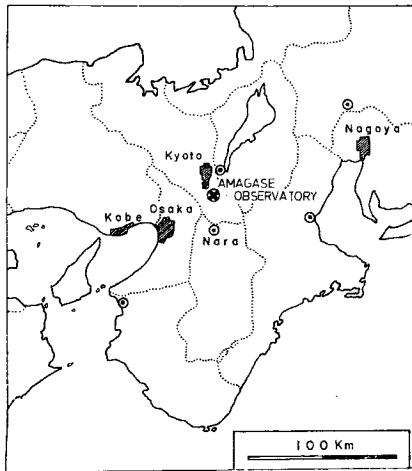 Nagoya
Kyoto
AMAGASE
OBSERVATORY
Kobe
Osaka
Nara
100 Km